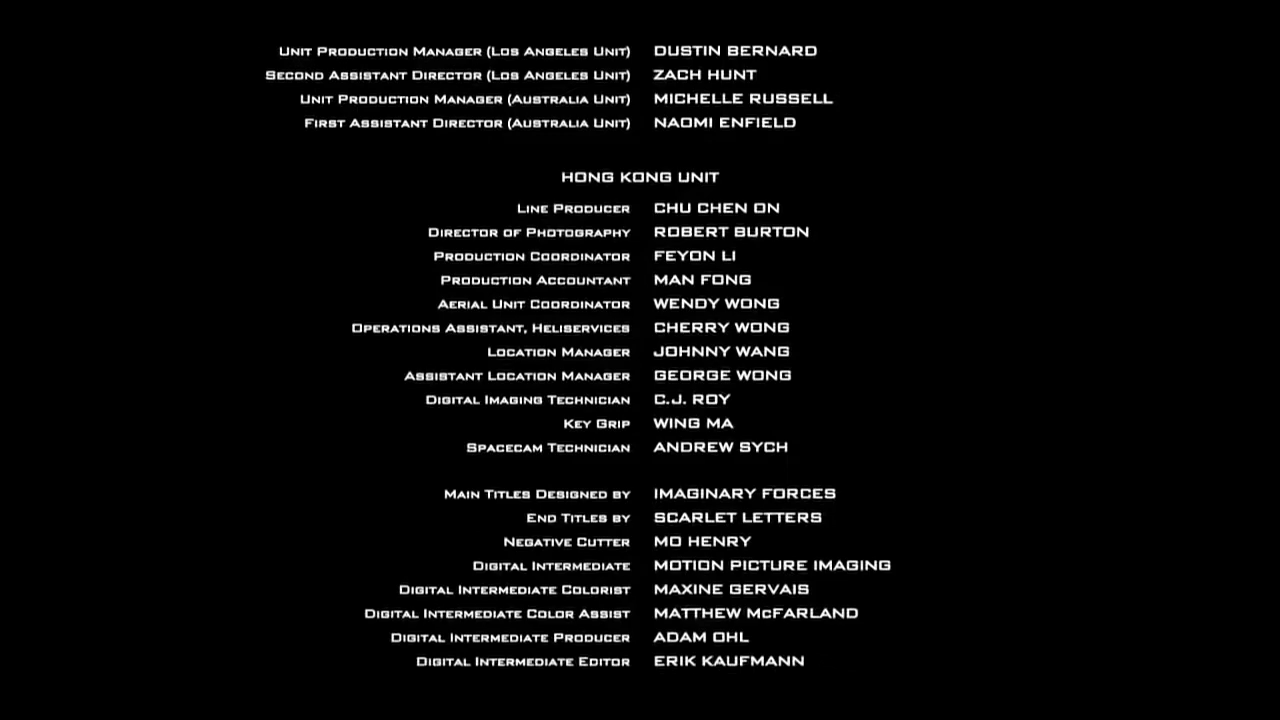 Unit Production Manager (Los Angeles Unit) DUSTIN BERNARD
Second Assistant Director (Los Angeles Unit) ZACH HUNT
Unit Production Manager (Australia Unit) MICHELLE RUSSELL
First Assistant Director (Australia Unit) NAOMI ENFIELD
HONG KONG UNIT
Line Producer CHU CHEN ON
Director of Photography ROBERT BURTON
Production Coordinator FEYON LI
Production Accountant MAN FONG
Aerial Unit Coordinator WENDY WONG
Operations Assistant, Heliservices CHERRY WONG
Location Manager JOHNNY WANG
Assistant Location Manager GEORGE WONG
Digital Imaging Technician C.J. ROY
Key Grip WING MA
Spacecam Technician ANDREW SYCH
Main Titles Designed by IMAGINARY FORCES
End Titles by SCARLET LETTERS
Negative Cutter MO HENRY
Digital Intermediate MOTION PICTURE IMAGING
Digital Intermediate Colorist MAXINE GERVAIS
Digital Intermediate Color Assist MATTHEW McFARLAND
Digital Intermediate Producer ADAM OHL
Digital Intermediate Editor ERIK KAUFMANN